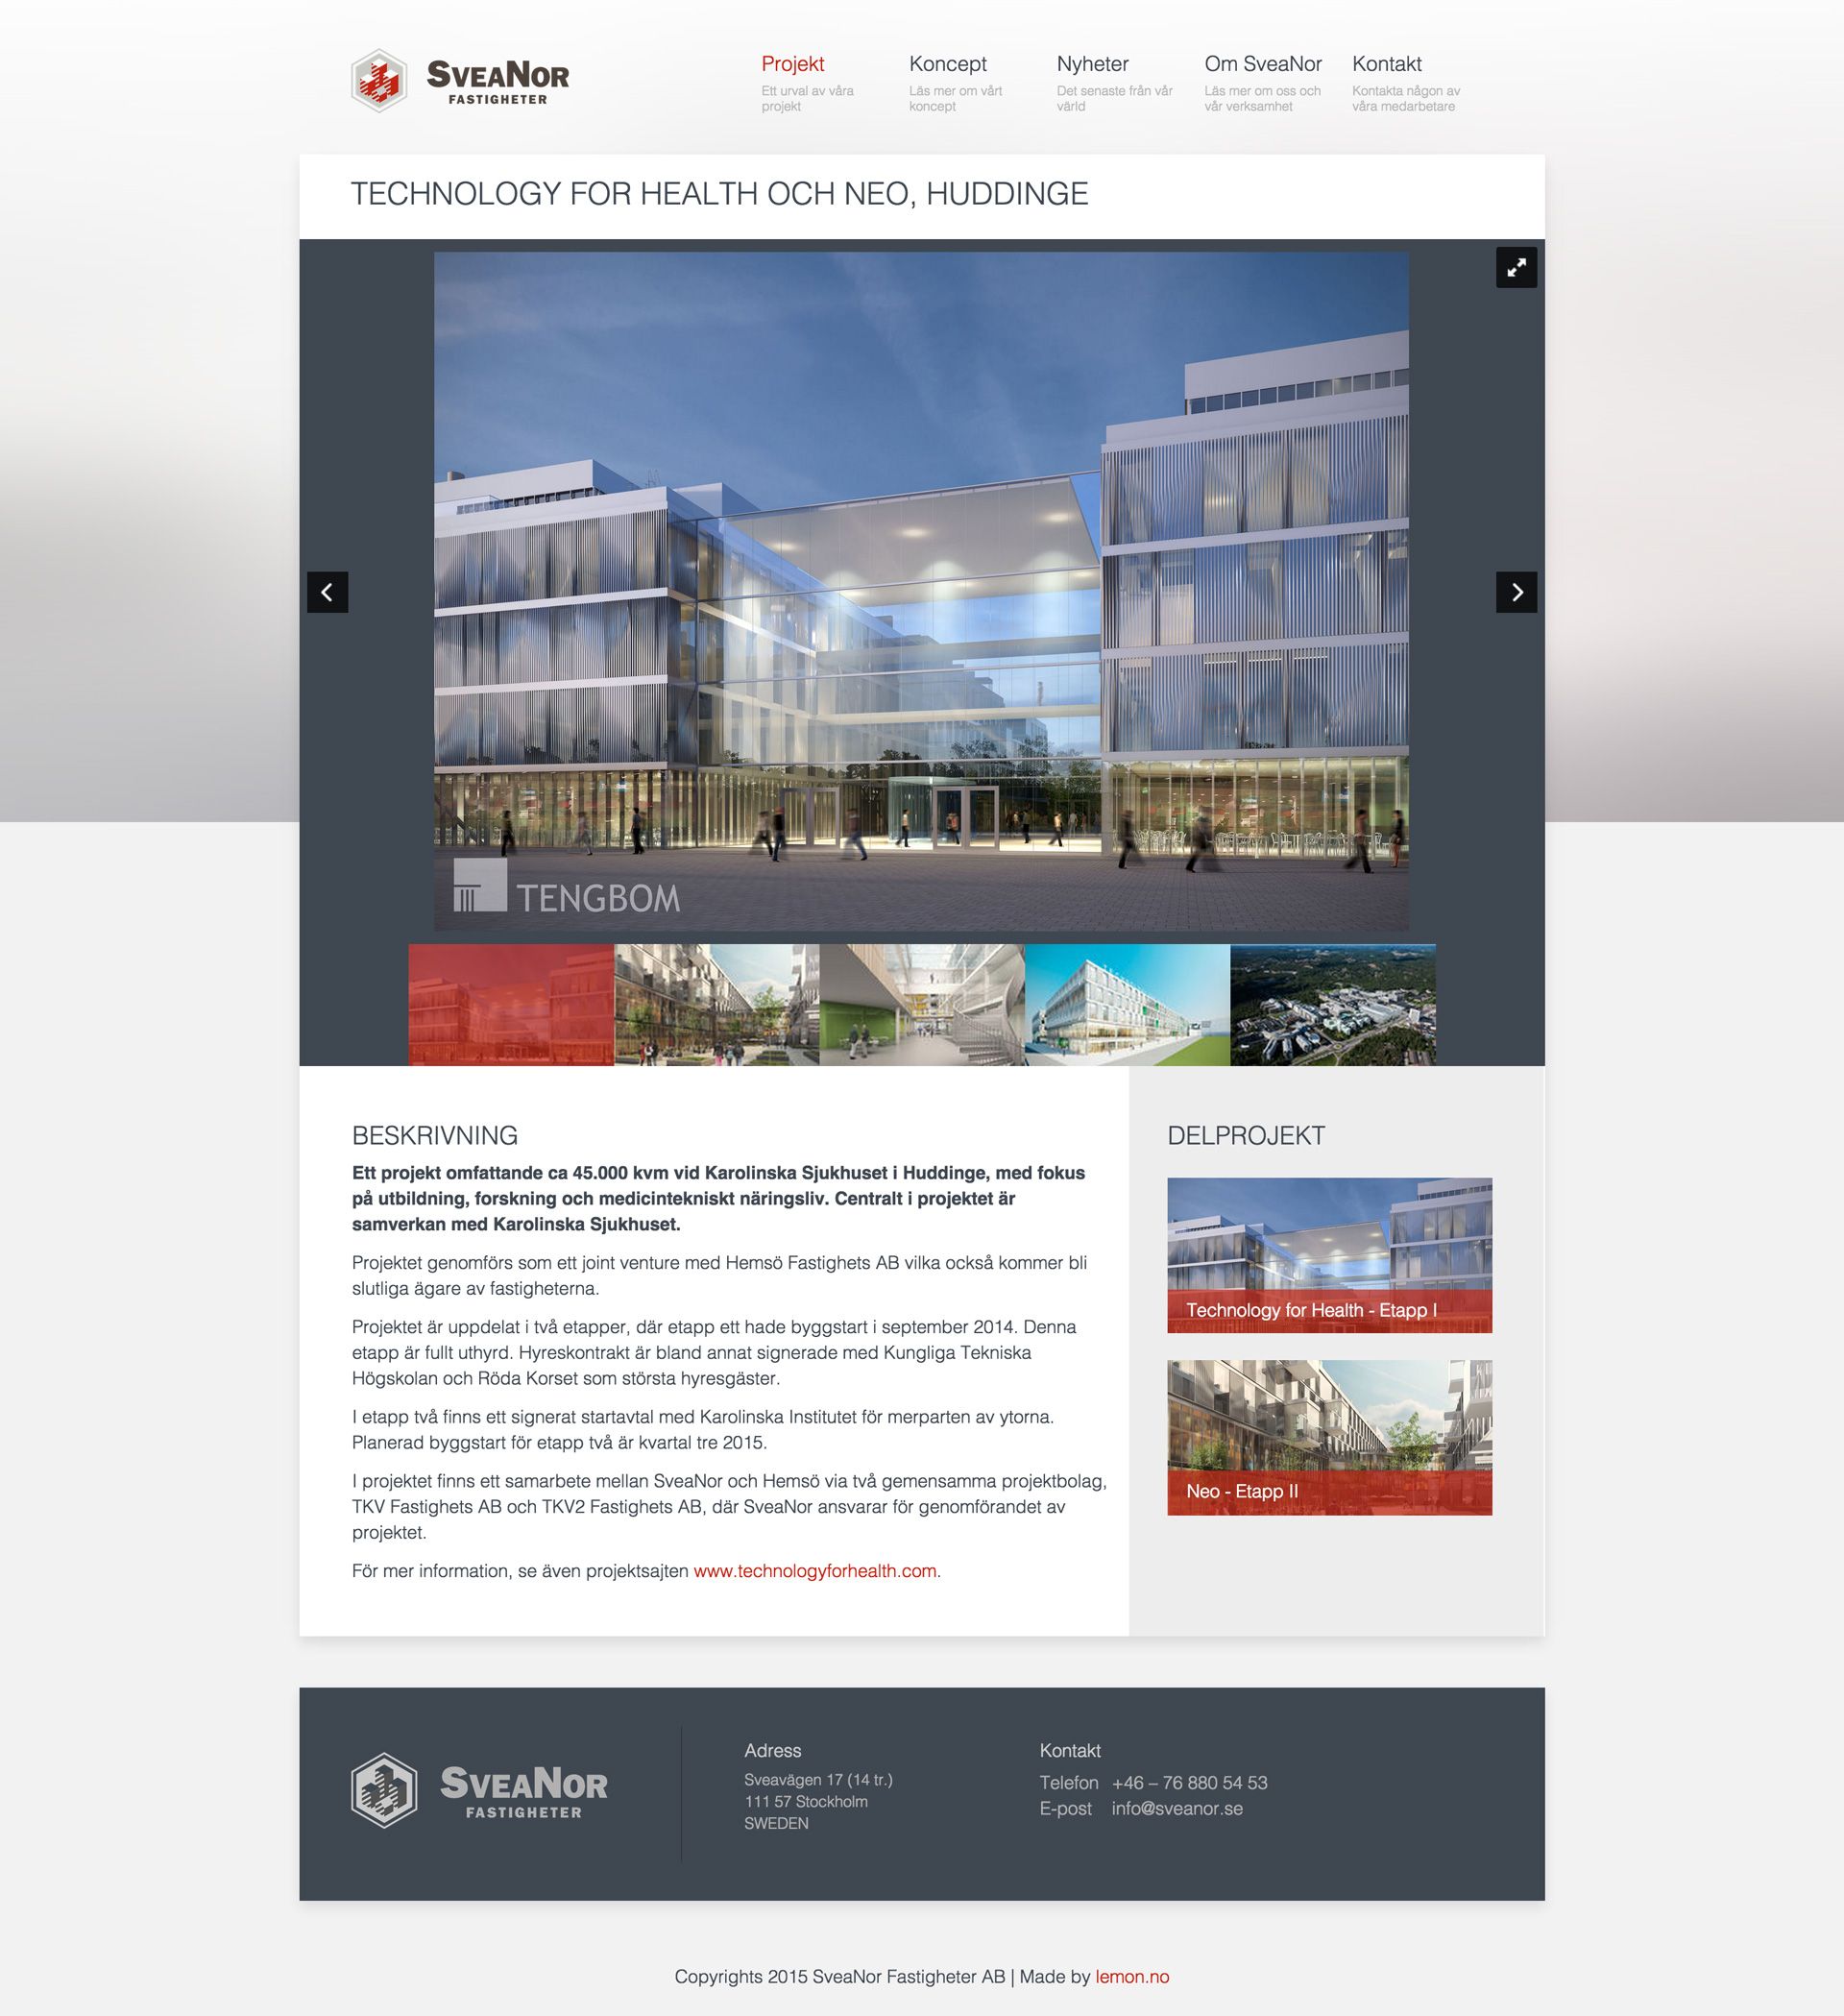 SVEANOR
FASTIGHETER
Projekt
Ett urval av våra
projekt
Koncept
Läs mer om vårt
koncept
Nyheter
Det senaste från vår
värld
Om SveaNor
Läs mer om oss och
vår verksamhet
Kontakt
Kontakta någon av
våra medarbetare
TECHNOLOGY FOR HEALTH OCH NEO, HUDDINGE
TENGBOM
BESKRIVNING
Ett projekt omfattande ca 45.000 kvm vid Karolinska Sjukhuset i Huddinge, med fokus
på utbildning, forskning och medicintekniskt näringsliv. Centralt i projektet är
samverkan med Karolinska Sjukhuset.
Projektet genomförs som ett joint venture med Hemsö Fastighets AB vilka också kommer bli
slutliga ägare av fastigheterna.
Projektet är uppdelat i två etapper, där etapp ett hade byggstart i september 2014. Denna
etapp är fullt uthyrd. Hyreskontrakt är bland annat signerade med Kungliga Tekniska
Högskolan och Röda Korset som största hyresgäster.
I etapp två finns ett signerat startavtal med Karolinska Institutet för merparten av ytorna.
Planerad byggstart för etapp två är kvartal tre 2015.
I projektet finns ett samarbete mellan SveaNor och Hemsö via två gemensamma projektbolag,
TKV Fastighets AB och TKV2 Fastighets AB, där SveaNor ansvarar för genomförandet av
projektet.
För mer information, se även projektsajten www.technologyforhealth.com.
DELPROJEKT
Technology for Health - Etapp I
Neo - Etapp II
SVEANOR
FASTIGHETER
Adress
Sveavägen 17 (14 tr.)
111 57 Stockholm
SWEDEN
Kontakt
Telefon +46 – 76 880 54 53
E-post info@sveanor.se
Copyrights 2015 SveaNor Fastigheter AB | Made by lemon.no